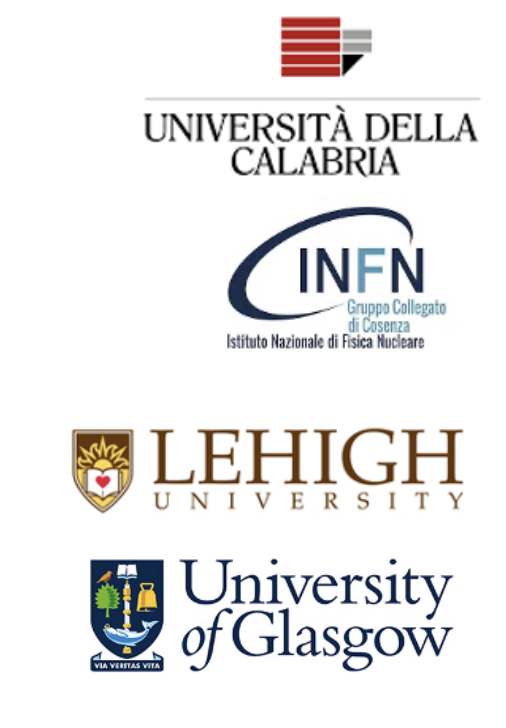 UNIVERSITÀ DELLA
CALABRIA
INFN
Gruppo Collegato
di Cosenza
Istituto Nazionale di Fisica Nucleare
LEHIGH
UNIVERSITY
University
of Glasgow
VIA VERITAS VITA